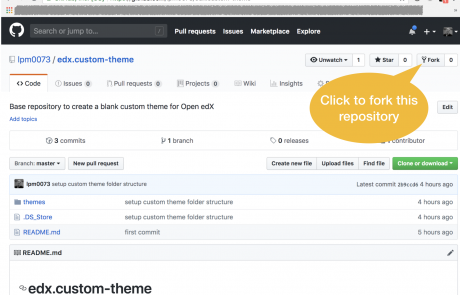 Search or jump to... / Pull requests Issues Marketplace Explore
lpm0073 / edx.custom-theme Unwatch 1 Star 0 Fork 0
Code Issues 0 Pull requests 0 Projects 0 Wiki Insights
Click to fork this
repository
Base repository to create a blank custom theme for Open edX Edit
Add topics
3 commits 1 branch 0 releases contributor
Branch: master New pull request Create new file Upload files Find file Clone or download
lpm0073 setup custom theme folder structure Latest commit 4 hours ago
themes setup custom theme folder structure 4 hours ago
.DS_Store setup custom theme folder structure 4 hours ago
README.md first commit 5 hours ago
README.md
edx.custom-theme